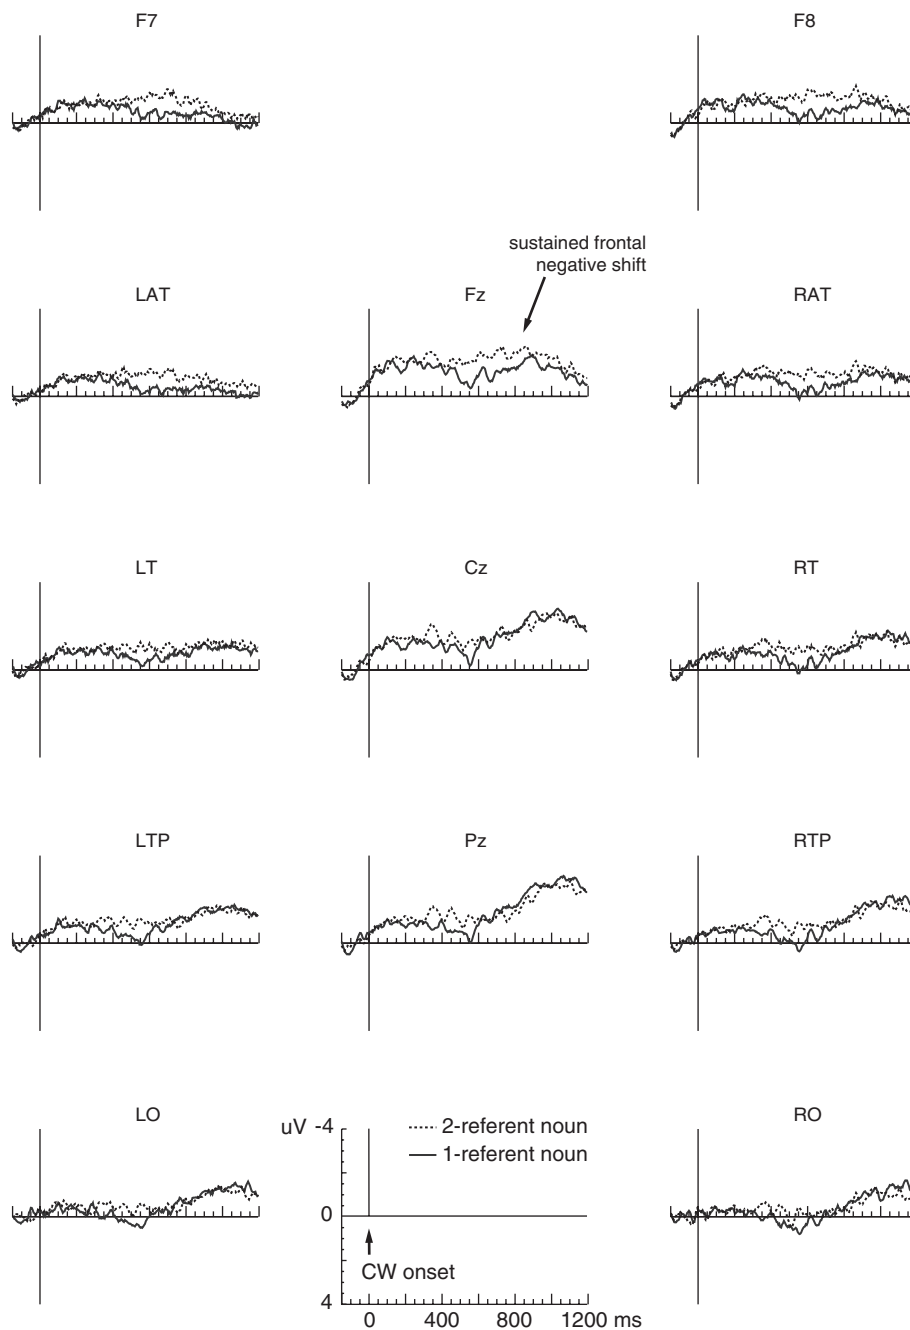 F7
F8
sustained frontal
negative shift
LAT
Fz
RAT
LT
Cz
RT
LTP
Pz
RTP
LO
RO
uV -4
2-referent noun
1-referent noun
0
CW onset
4
0 400 800 1200 ms